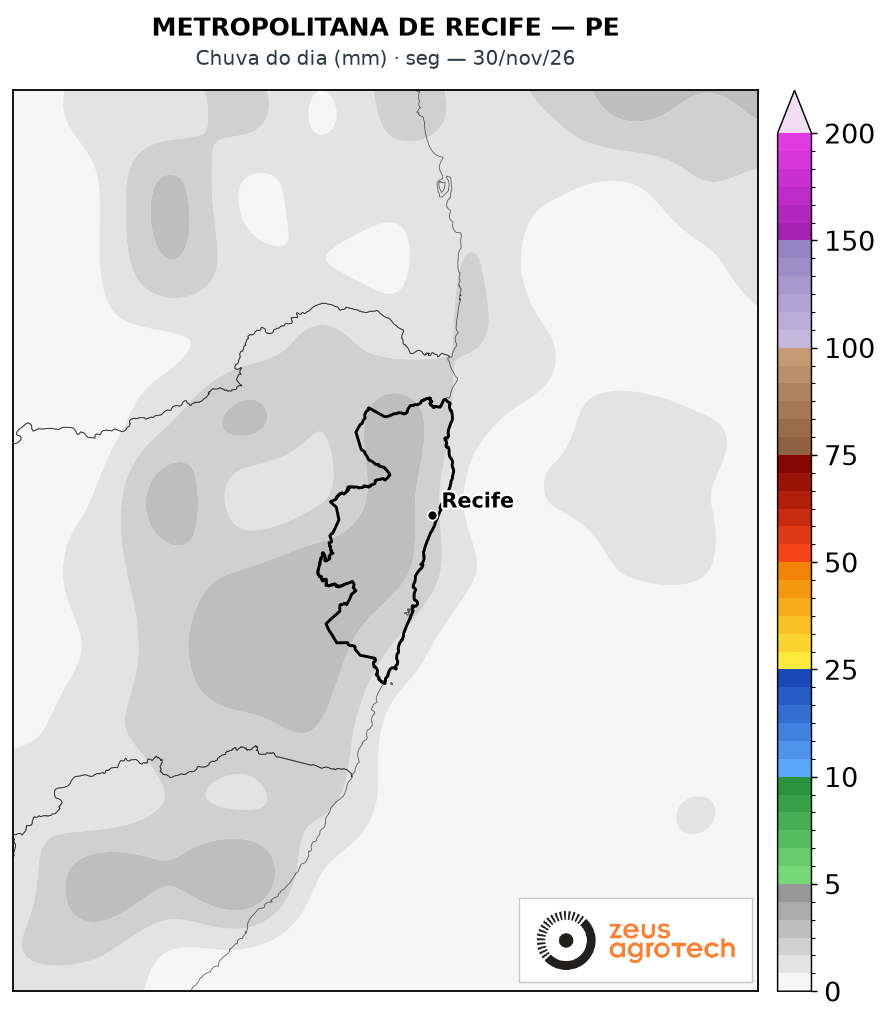 METROPOLITANA DE RECIFE — PE
Chuva do dia (mm) · seg — 30/nov/26
200
150
100
75
50
25
10
5
0
Recife
zeus
agrotech